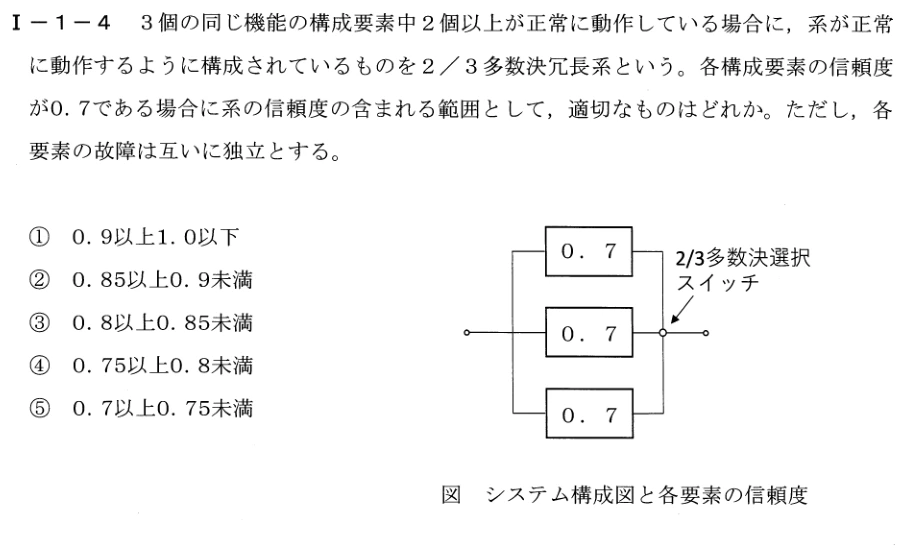 Ⅰ－１－４　３個の同じ機能の構成要素中２個以上が正常に動作している場合に，系が正常
に動作するように構成されているものを２／３多数決冗長系という。各構成要素の信頼度
が0．7である場合に系の信頼度の含まれる範囲として，適切なものはどれか。ただし，各
要素の故障は互いに独立とする。
①　0．9以上1．0以下
②　0．85以上0．9未満
③　0．8以上0．85未満
④　0．75以上0．8未満
⑤　0．7以上0．75未満
0．7
2/3多数決選択
スイッチ
0．7
0．7
図　システム構成図と各要素の信頼度